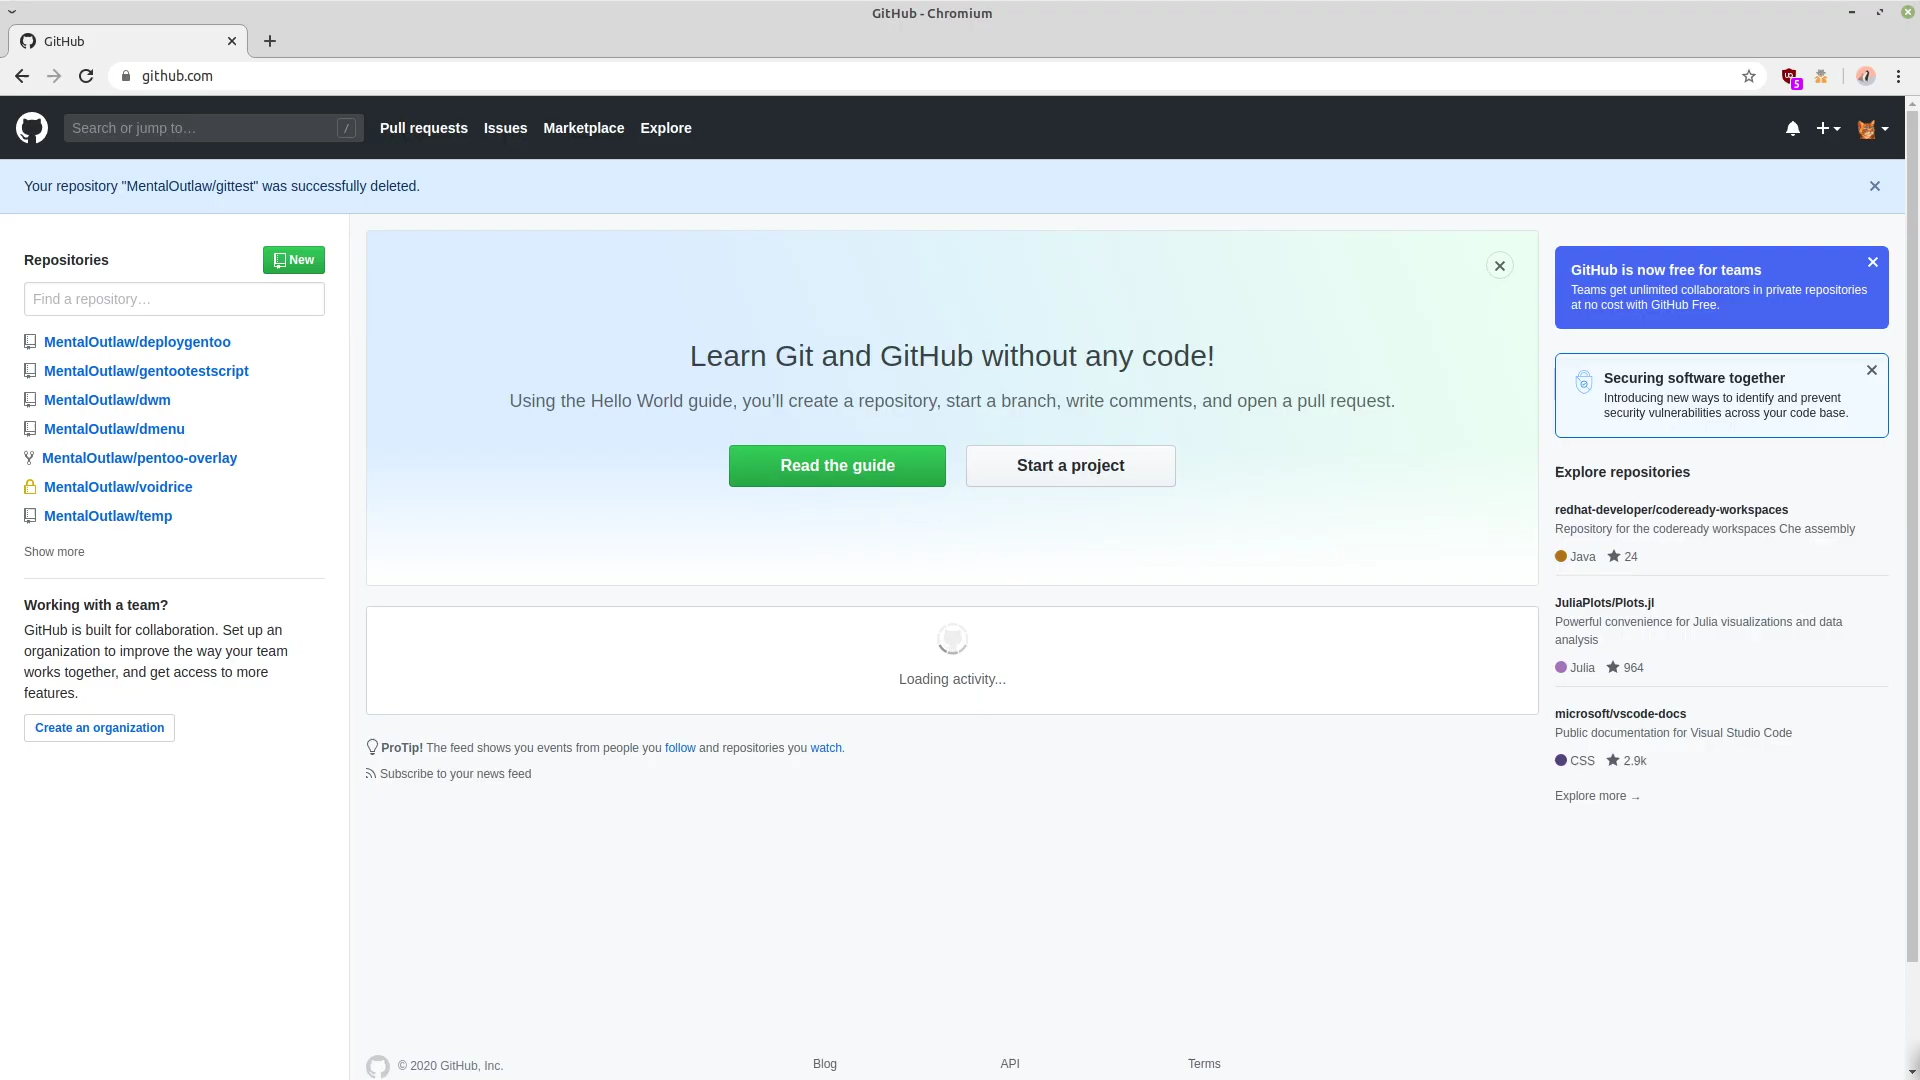 GitHub - Chromium
GitHub
github.com
5
Search or jump to…
/
Pull requests
Issues
Marketplace
Explore
Your repository "MentalOutlaw/gittest" was successfully deleted.
Repositories
New
Find a repository…
MentalOutlaw/deploygentoo
MentalOutlaw/gentootestscript
MentalOutlaw/dwm
MentalOutlaw/dmenu
MentalOutlaw/pentoo-overlay
MentalOutlaw/voidrice
MentalOutlaw/temp
Show more
Working with a team?
GitHub is built for collaboration. Set up an
organization to improve the way your team
works together, and get access to more
features.
Create an organization
Learn Git and GitHub without any code!
Using the Hello World guide, you’ll create a repository, start a branch, write comments, and open a pull request.
Read the guide
Start a project
Loading activity...
ProTip! The feed shows you events from people you follow and repositories you watch.
Subscribe to your news feed
GitHub is now free for teams
Teams get unlimited collaborators in private repositories
at no cost with GitHub Free.
Securing software together
Introducing new ways to identify and prevent
security vulnerabilities across your code base.
Explore repositories
redhat-developer/codeready-workspaces
Repository for the codeready workspaces Che assembly
Java 24
JuliaPlots/Plots.jl
Powerful convenience for Julia visualizations and data
analysis
Julia 964
microsoft/vscode-docs
Public documentation for Visual Studio Code
CSS 2.9k
Explore more →
© 2020 GitHub, Inc.
Blog
API
Terms